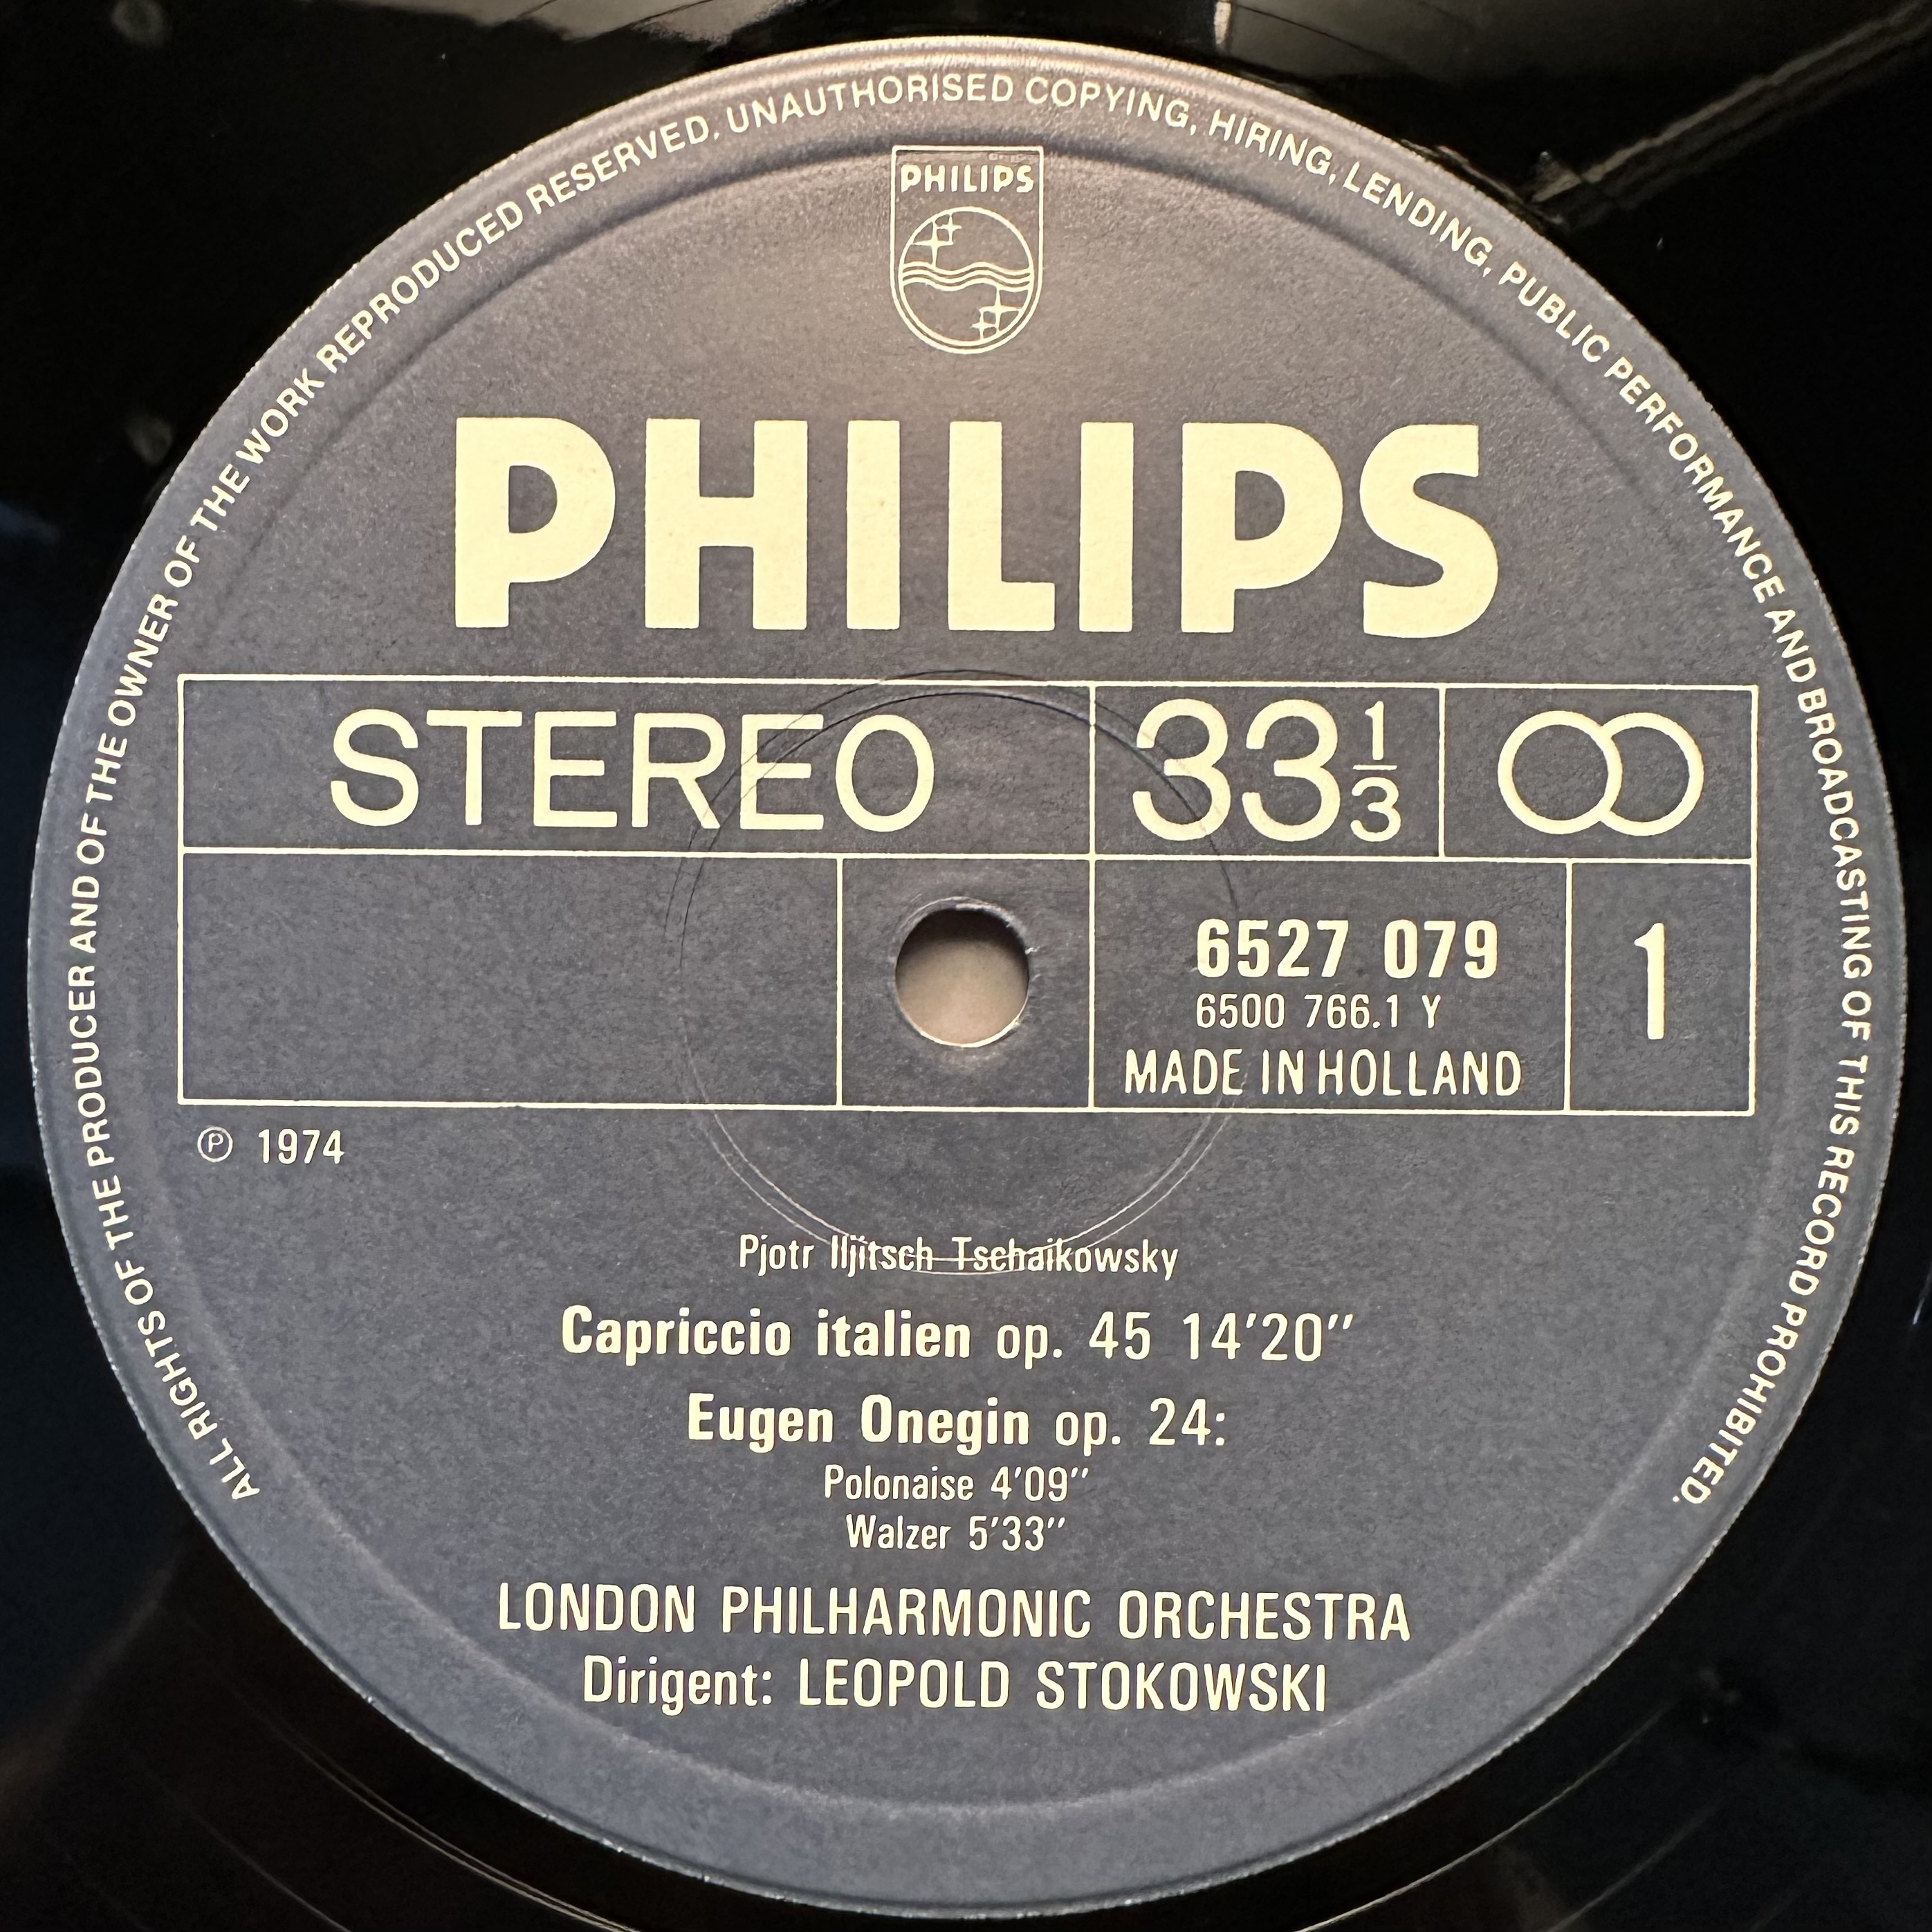 ALL RIGHTS OF THE PRODUCER AND OF THE OWNER OF THE WORK REPRODUCED RESERVED. UNAUTHORISED COPYING, HIRING, LENDING, PUBLIC PERFORMANCE AND BROADCASTING OF THIS RECORD PROHIBITED.
PHILIPS
PHILIPS
STEREO 33 1/3
6527 079 1
6500 766.1 Y
MADE IN HOLLAND
℗ 1974
Pjotr Iljitsch Tschaikowsky
Capriccio italien op. 45 14'20"
Eugen Onegin op. 24:
Polonaise 4'09"
Walzer 5'33"
LONDON PHILHARMONIC ORCHESTRA
Dirigent: LEOPOLD STOKOWSKI